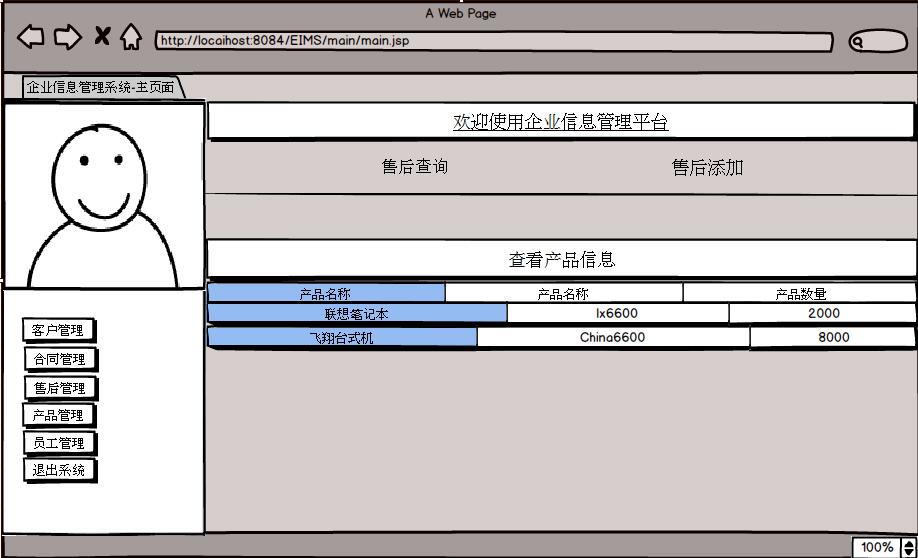 A Web Page
http://locaihost:8084/EIMS/main/main.jsp
企业信息管理系统-主页面
欢迎使用企业信息管理平台
售后查询 售后添加
查看产品信息
产品名称 产品名称 产品数量
联想笔记本 lx6600 2000
飞翔台式机 China6600 8000
客户管理
合同管理
售后管理
产品管理
员工管理
退出系统
100%